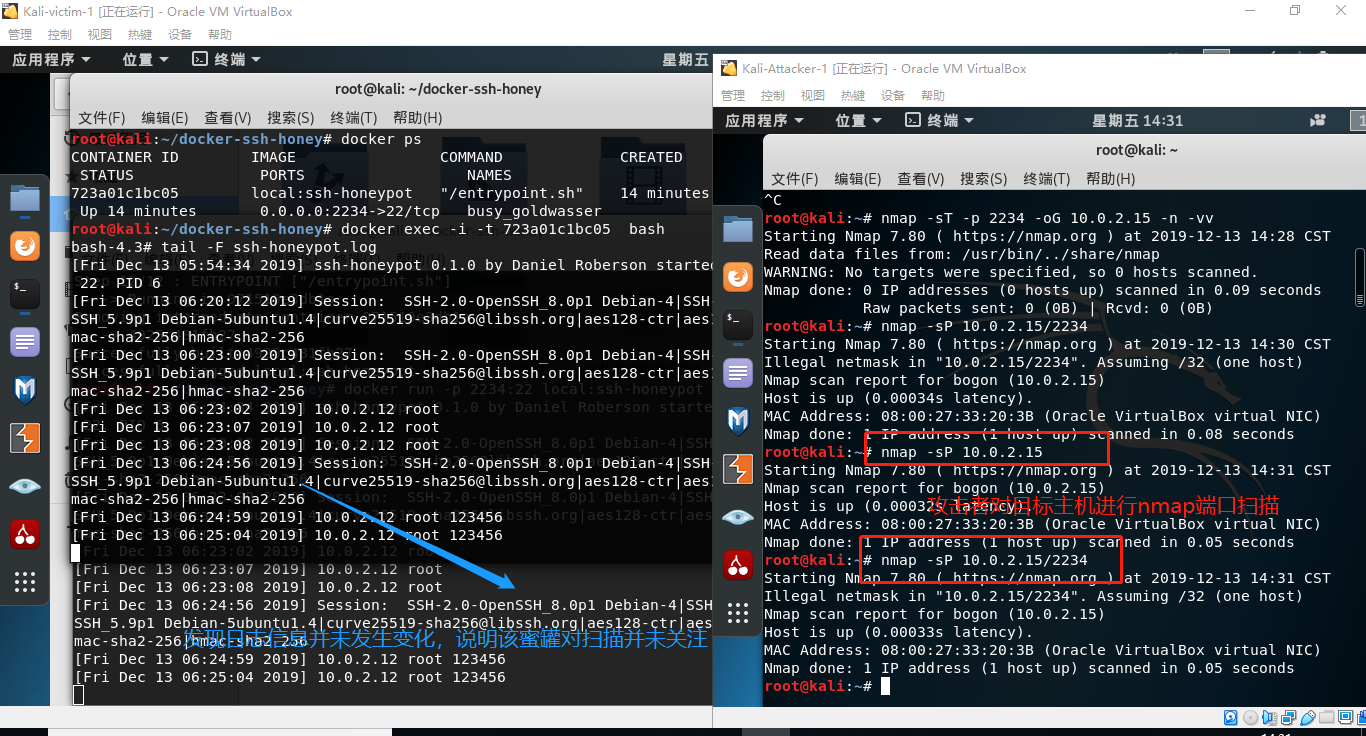 Kali-victim-1 [正在运行] - Oracle VM VirtualBox
管理 控制 视图 热键 设备 帮助
应用程序 位置 终端 星期五
root@kali: ~/docker-ssh-honey
文件(F) 编辑(E) 查看(V) 搜索(S) 终端(T) 帮助(H)
root@kali:~/docker-ssh-honey# docker ps
CONTAINER ID IMAGE COMMAND CREATED
STATUS PORTS NAMES
723a01c1bc05 local:ssh-honeypot "/entrypoint.sh" 14 minutes
Up 14 minutes 0.0.0.0:2234->22/tcp busy_goldwasser
root@kali:~/docker-ssh-honey# docker exec -i -t 723a01c1bc05 bash
bash-4.3# tail -F ssh-honeypot.log
[Fri Dec 13 05:54:34 2019] ssh-honeypot 0.1.0 by Daniel Roberson started
22. PID 6
[Fri Dec 13 06:20:12 2019] Session: SSH-2.0-OpenSSH_8.0p1 Debian-4|SSH
SSH_5.9p1 Debian-5ubuntu1.4|curve25519-sha256@libssh.org|aes128-ctr|aes1
mac-sha2-256|hmac-sha2-256
[Fri Dec 13 06:23:00 2019] Session: SSH-2.0-OpenSSH_8.0p1 Debian-4|SSH
SSH_5.9p1 Debian-5ubuntu1.4|curve25519-sha256@libssh.org|aes128-ctr|aes1
mac-sha2-256|hmac-sha2-256
[Fri Dec 13 06:23:02 2019] 10.0.2.12 root
[Fri Dec 13 06:23:07 2019] 10.0.2.12 root
[Fri Dec 13 06:23:08 2019] 10.0.2.12 root
[Fri Dec 13 06:24:56 2019] Session: SSH-2.0-OpenSSH_8.0p1 Debian-4|SSH
SSH_5.9p1 Debian-5ubuntu1.4|curve25519-sha256@libssh.org|aes128-ctr|aes1
mac-sha2-256|hmac-sha2-256
[Fri Dec 13 06:24:59 2019] 10.0.2.12 root 123456
[Fri Dec 13 06:25:04 2019] 10.0.2.12 root 123456
[Fri Dec 13 06:23:02 2019] 10.0.2.12 root
[Fri Dec 13 06:23:07 2019] 10.0.2.12 root
[Fri Dec 13 06:23:08 2019] 10.0.2.12 root
[Fri Dec 13 06:24:56 2019] Session: SSH-2.0-OpenSSH_8.0p1 Debian-4|SSH
SSH_5.9p1 Debian-5ubuntu1.4|curve25519-sha256@libssh.org|aes128-ctr|aes1
发现日志信息并未发生变化，说明该蜜罐对扫描并未关注
mac-sha2-256|hmac-sha2-256
[Fri Dec 13 06:24:59 2019] 10.0.2.12 root 123456
[Fri Dec 13 06:25:04 2019] 10.0.2.12 root 123456
Kali-Attacker-1 [正在运行] - Oracle VM VirtualBox
管理 控制 视图 热键 设备 帮助
应用程序 位置 终端 星期五 14:31
root@kali: ~
文件(F) 编辑(E) 查看(V) 搜索(S) 终端(T) 帮助(H)
^C
root@kali:~# nmap -sT -p 2234 -oG 10.0.2.15 -n -vv
Starting Nmap 7.80 ( https://nmap.org ) at 2019-12-13 14:28 CST
Read data files from: /usr/bin/../share/nmap
WARNING: No targets were specified, so 0 hosts scanned.
Nmap done: 0 IP addresses (0 hosts up) scanned in 0.09 seconds
Raw packets sent: 0 (0B) | Rcvd: 0 (0B)
root@kali:~# nmap -sP 10.0.2.15/2234
Starting Nmap 7.80 ( https://nmap.org ) at 2019-12-13 14:30 CST
Illegal netmask in "10.0.2.15/2234". Assuming /32 (one host)
Nmap scan report for bogon (10.0.2.15)
Host is up (0.00034s latency).
MAC Address: 08:00:27:33:20:3B (Oracle VirtualBox virtual NIC)
Nmap done: 1 IP address (1 host up) scanned in 0.08 seconds
root@kali:~# nmap -sP 10.0.2.15
Starting Nmap 7.80 ( https://nmap.org ) at 2019-12-13 14:31 CST
Nmap scan report for bogon (10.0.2.15)
Host is up (0.00032s latency).
攻击者对目标主机进行nmap端口扫描
MAC Address: 08:00:27:33:20:3B (Oracle VirtualBox virtual NIC)
Nmap done: 1 IP address (1 host up) scanned in 0.05 seconds
root@kali:~# nmap -sP 10.0.2.15/2234
Starting Nmap 7.80 ( https://nmap.org ) at 2019-12-13 14:31 CST
Illegal netmask in "10.0.2.15/2234". Assuming /32 (one host)
Nmap scan report for bogon (10.0.2.15)
Host is up (0.00033s latency).
MAC Address: 08:00:27:33:20:3B (Oracle VirtualBox virtual NIC)
Nmap done: 1 IP address (1 host up) scanned in 0.05 seconds
root@kali:~#